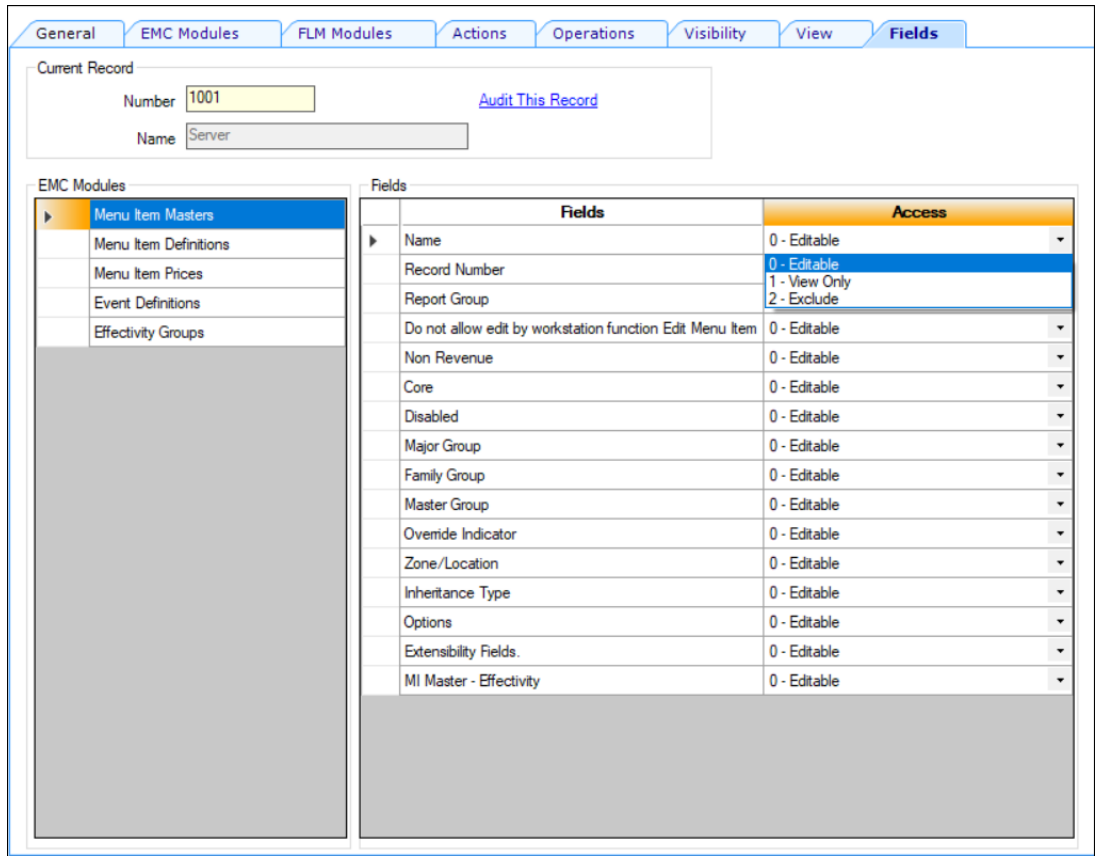 General EMC Modules FLM Modules Actions Operations Visibility View Fields
Current Record
Number 1001 Audit This Record
Name Server
EMC Modules
Menu Item Masters
Menu Item Definitions
Menu Item Prices
Event Definitions
Effectivity Groups
Fields
Fields Access
Name 0 - Editable
Record Number 0 - Editable
1 - View Only
Report Group 2 - Exclude
Do not allow edit by workstation function Edit Menu Item 0 - Editable
Non Revenue 0 - Editable
Core 0 - Editable
Disabled 0 - Editable
Major Group 0 - Editable
Family Group 0 - Editable
Master Group 0 - Editable
Override Indicator 0 - Editable
Zone/Location 0 - Editable
Inheritance Type 0 - Editable
Options 0 - Editable
Extensibility Fields. 0 - Editable
MI Master - Effectivity 0 - Editable